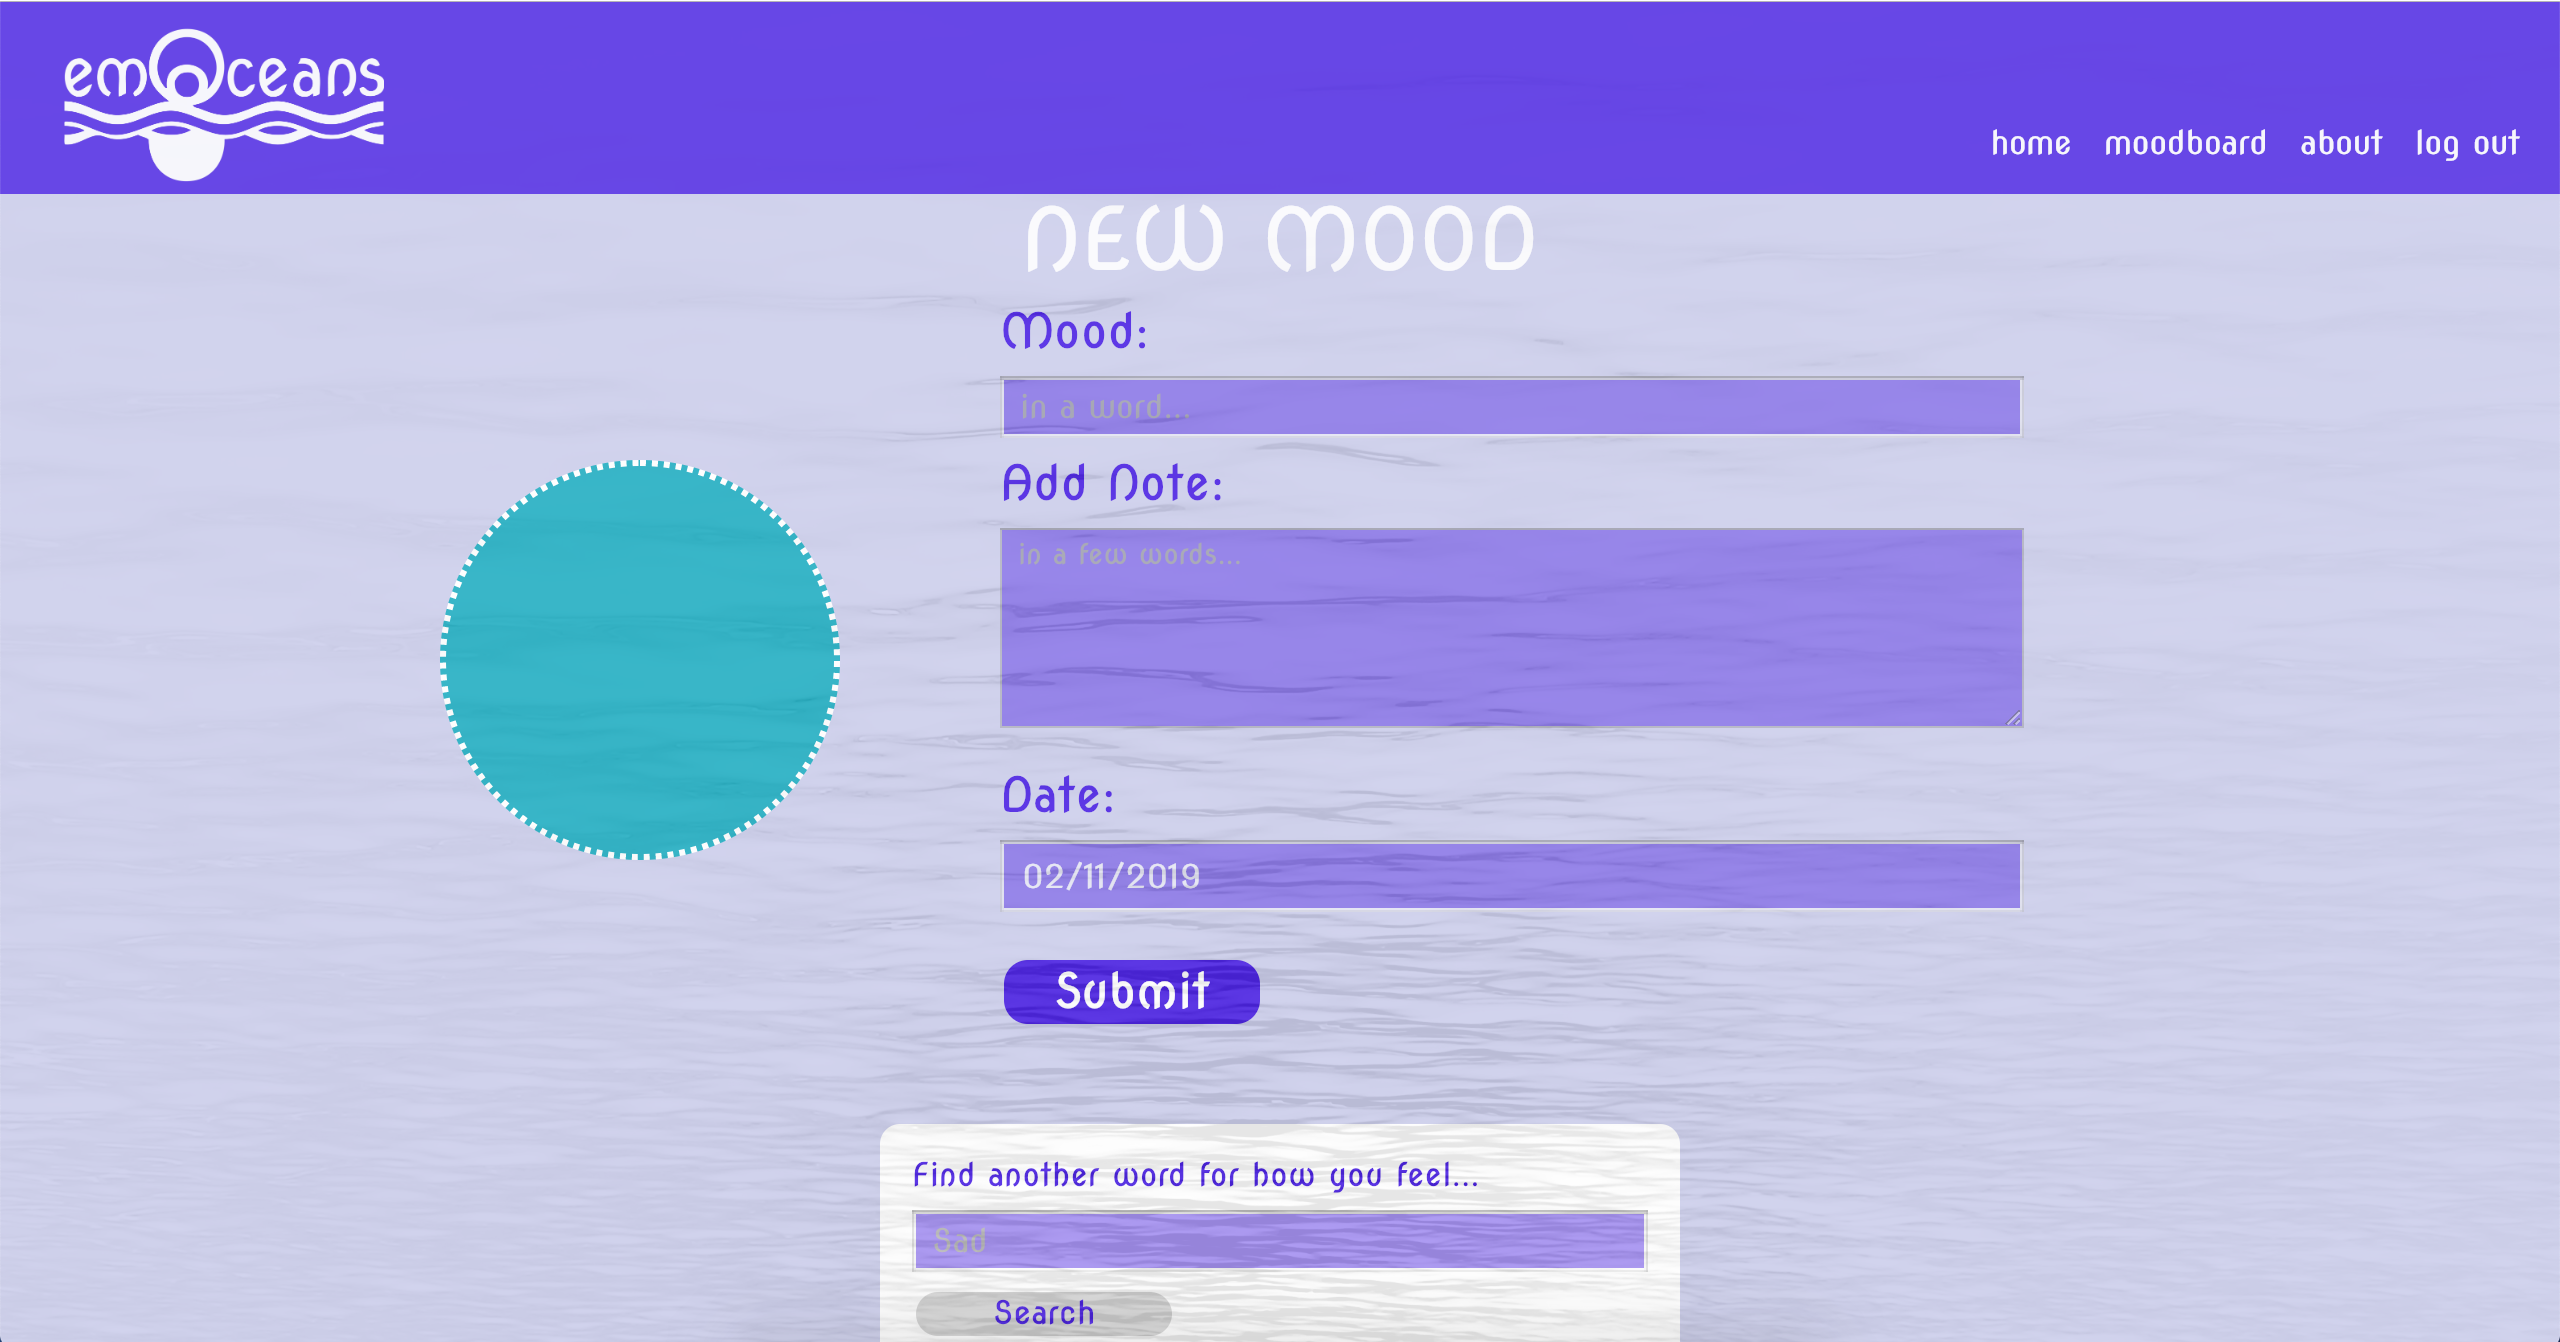 emOceans
home moodboard about log out
NEW MOOD
Mood:
in a word...
Add Note:
in a few words...
Date:
02/11/2019
Submit
Find another word for how you feel...
Sad
Search